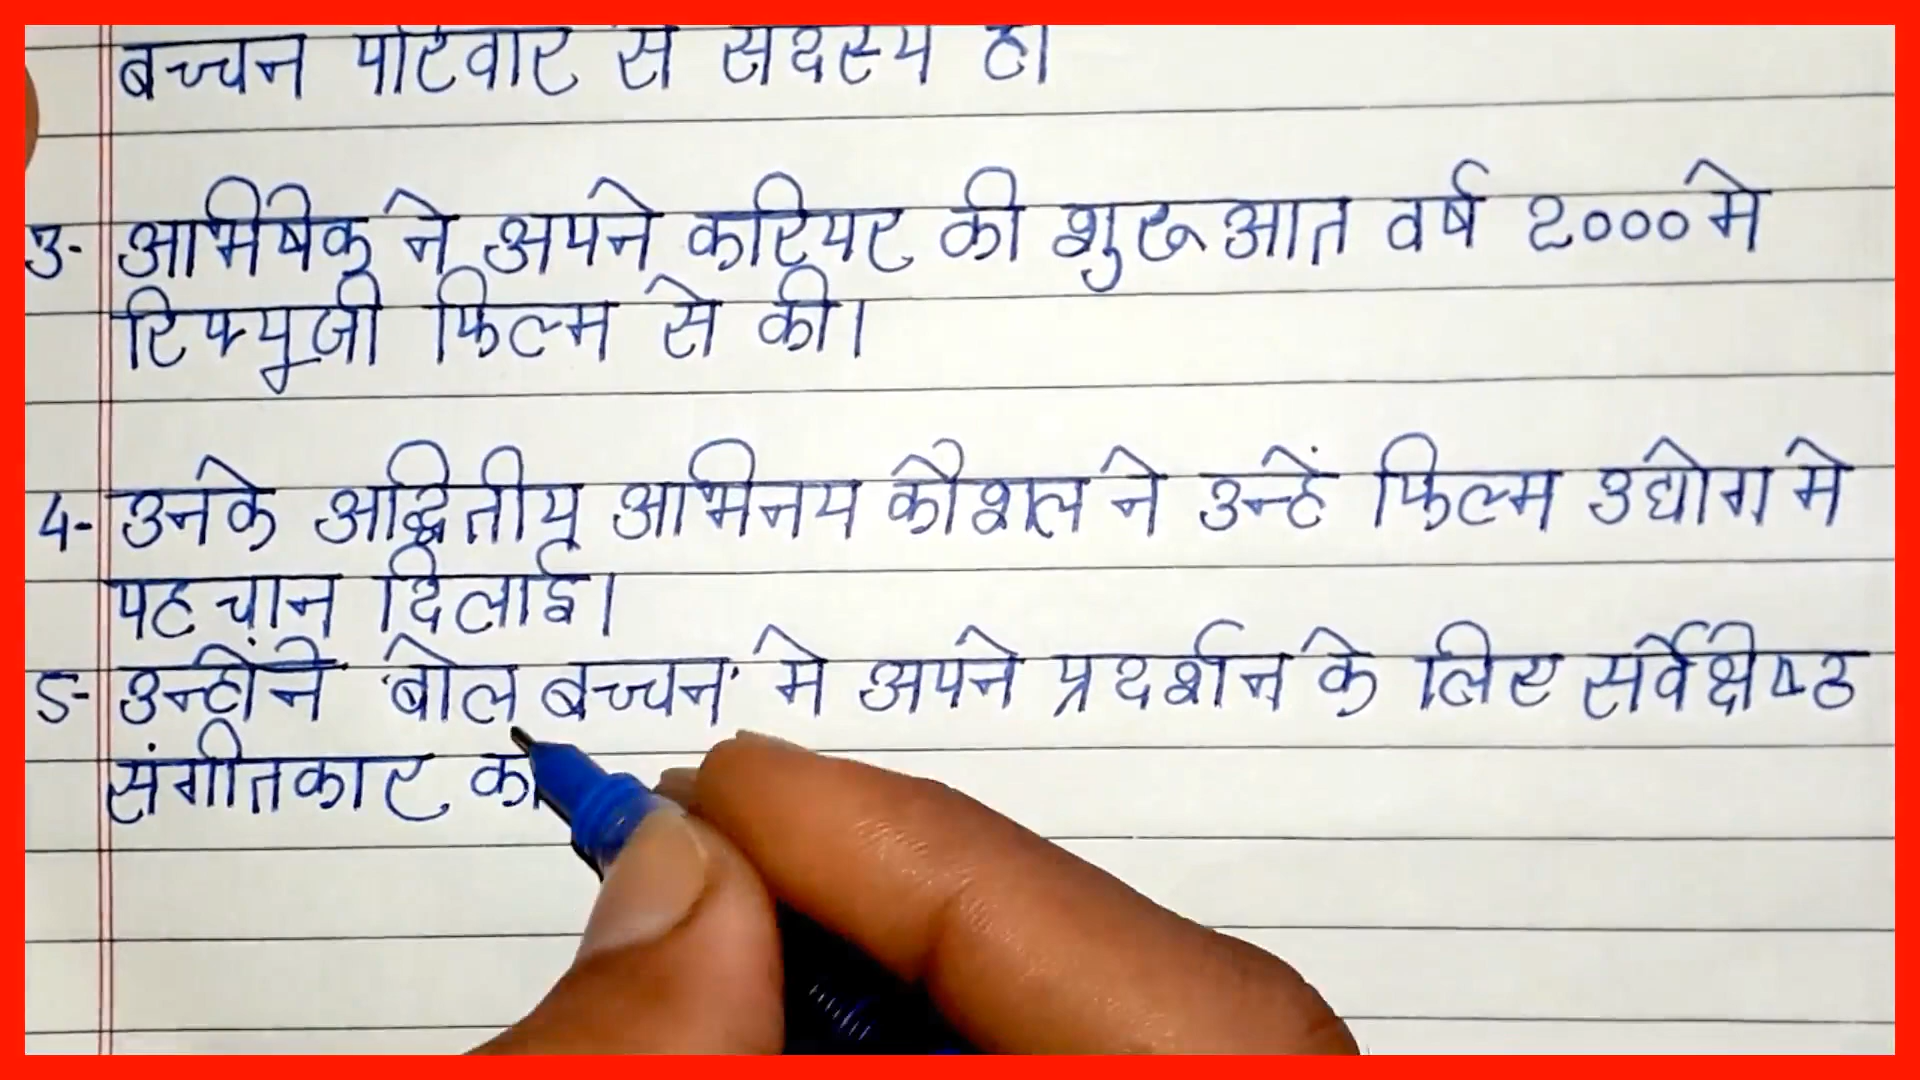 बच्चन परिवार से सदस्य है।
3- अभिषेक ने अपने करियर की शुरूआत वर्ष 2000 मे
रिफ्यूजी फिल्म से की।
4- उनके अद्वितीय अभिनय कौशल ने उन्हें फिल्म उद्योग मे
पहचान दिलाई।
5- उन्होंने 'बोल बच्चन' मे अपने प्रदर्शन के लिए सर्वेश्रेष्ठ
संगीतकार का